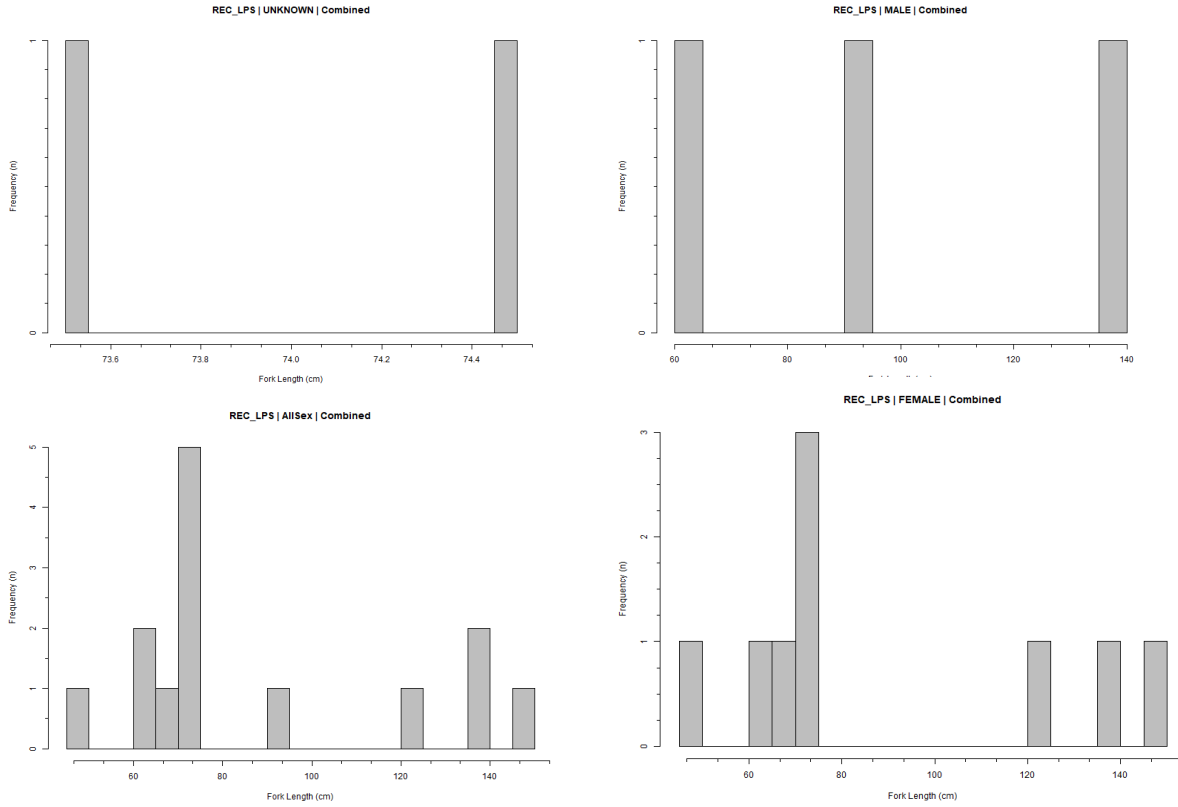 REC_LPS | UNKNOWN | Combined
Frequency (n)
1
0
73.6 73.8 74.0 74.2 74.4
Fork Length (cm)
REC_LPS | MALE | Combined
Frequency (n)
1
0
60 80 100 120 140
REC_LPS | AllSex | Combined
Frequency (n)
5
4
3
2
1
0
60 80 100 120 140
Fork Length (cm)
REC_LPS | FEMALE | Combined
Frequency (n)
3
2
1
0
60 80 100 120 140
Fork Length (cm)